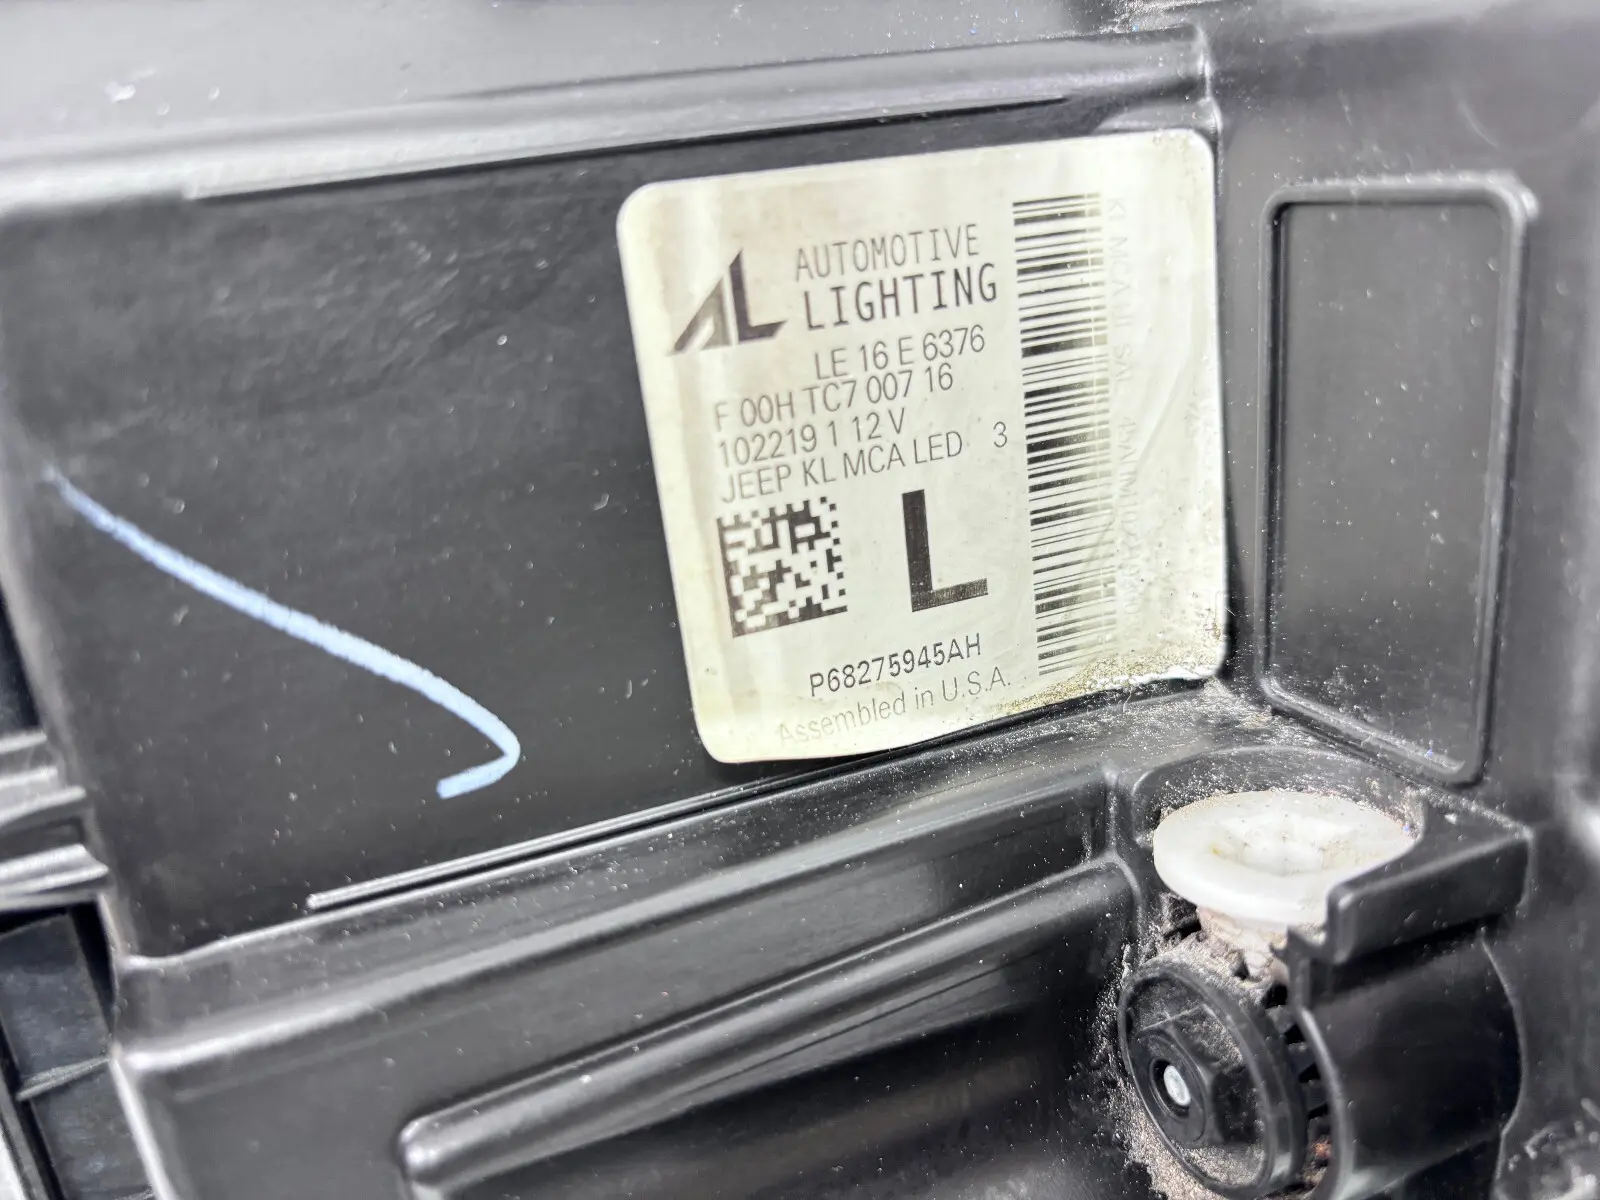 AL AUTOMOTIVE
LIGHTING
LE 16 E 6376
F 00H TC7 007 16
102219 1 12 V
JEEP KL MCA LED 3
L
P68275945AH
Assembled in U.S.A.